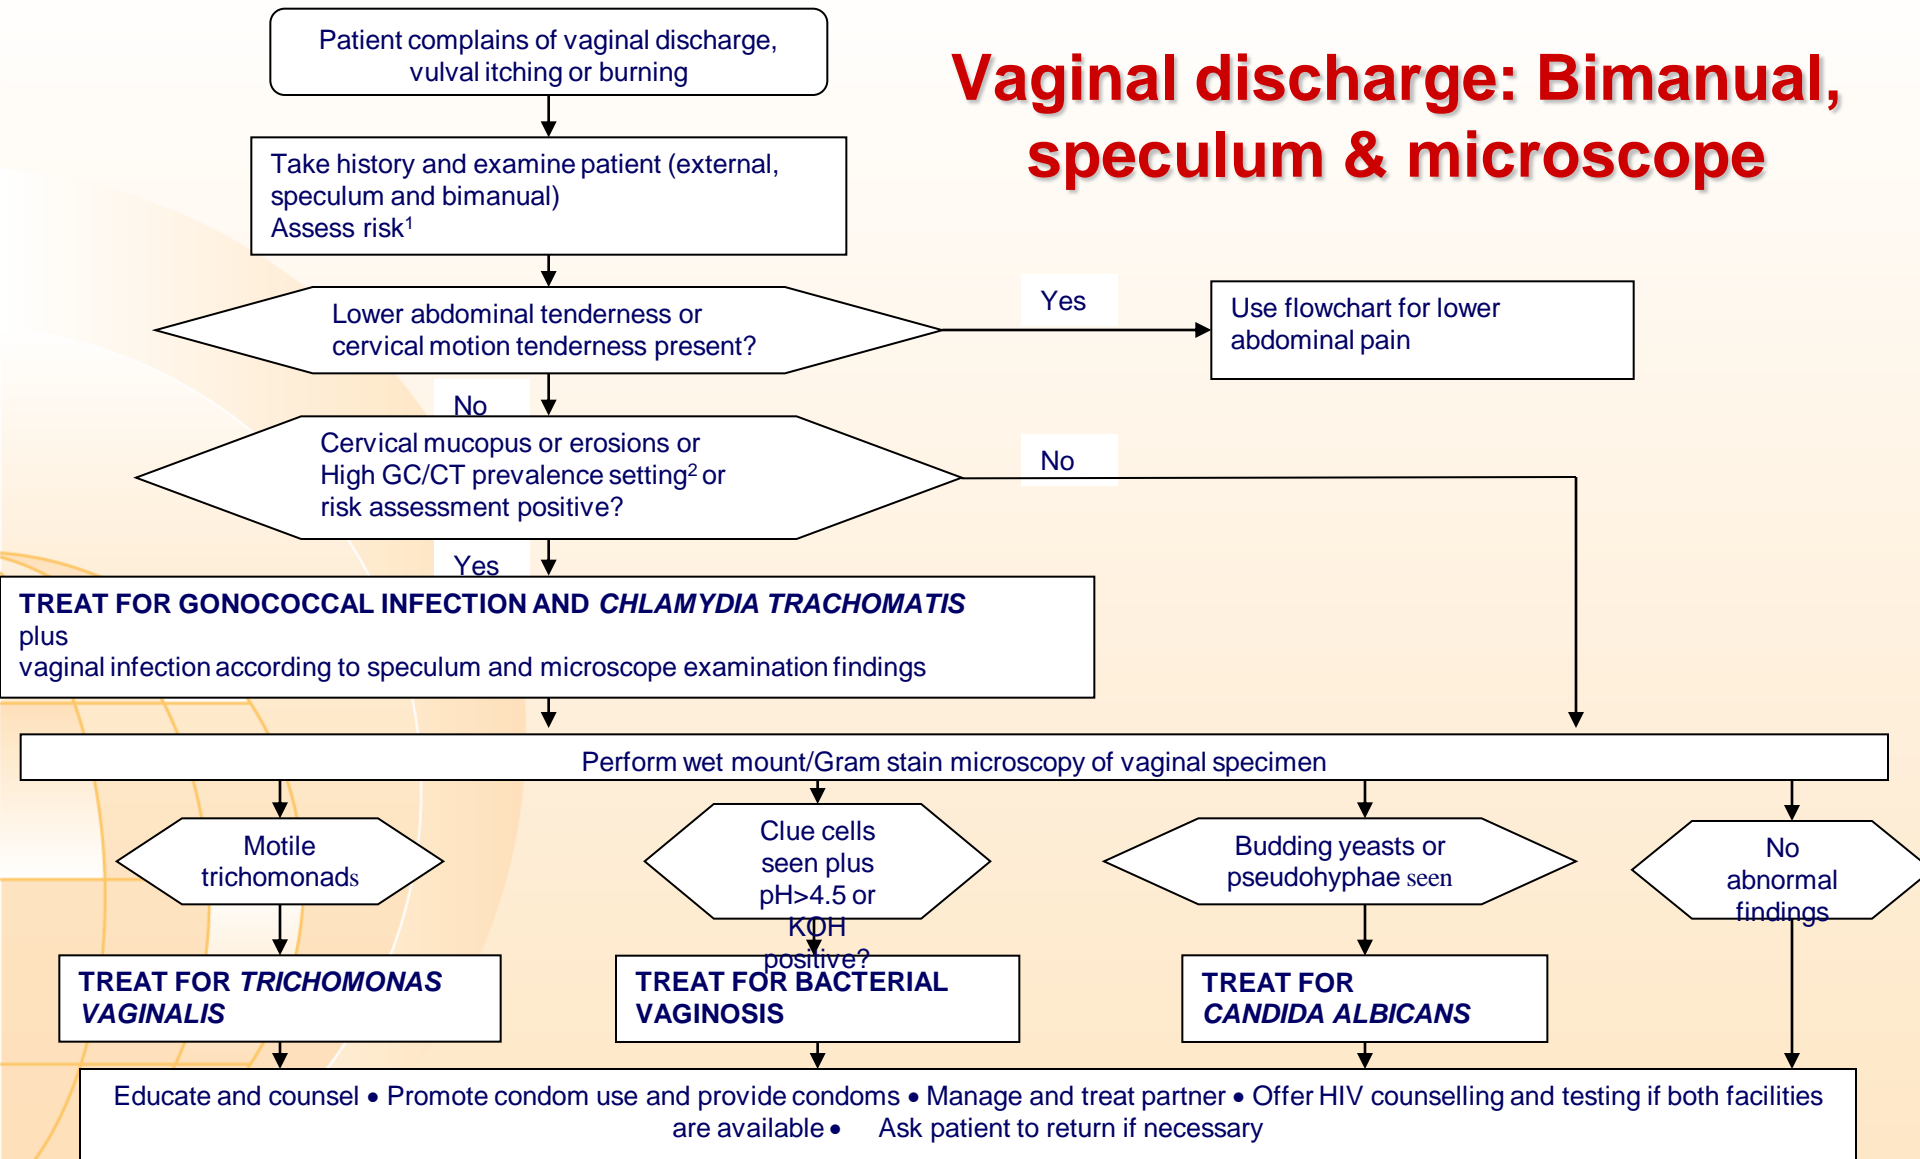 Patient complains of vaginal discharge,
vulval itching or burning
Vaginal discharge: Bimanual,
speculum & microscope
Take history and examine patient (external,
speculum and bimanual)
Assess risk¹
Lower abdominal tenderness or
cervical motion tenderness present?
Yes
Use flowchart for lower
abdominal pain
No
Cervical mucopus or erosions or
High GC/CT prevalence setting² or
risk assessment positive?
No
Yes
TREAT FOR GONOCOCCAL INFECTION AND CHLAMYDIA TRACHOMATIS
plus
vaginal infection according to speculum and microscope examination findings
Perform wet mount/Gram stain microscopy of vaginal specimen
Motile
trichomonads
Clue cells
seen plus
pH>4.5 or
KOH
positive?
Budding yeasts or
pseudohyphae seen
No
abnormal
findings
TREAT FOR TRICHOMONAS
VAGINALIS
TREAT FOR BACTERIAL
VAGINOSIS
TREAT FOR
CANDIDA ALBICANS
Educate and counsel • Promote condom use and provide condoms • Manage and treat partner • Offer HIV counselling and testing if both facilities
are available • Ask patient to return if necessary